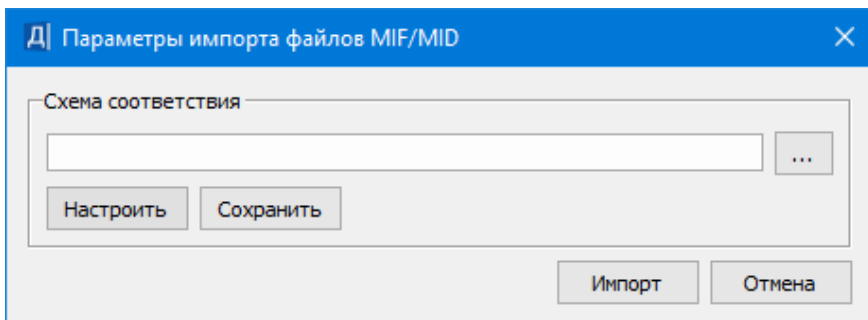 Д Параметры импорта файлов MIF/MID
Схема соответствия
...
Настроить Сохранить
Импорт Отмена